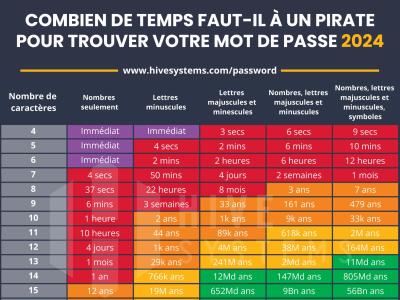 COMBIEN DE TEMPS FAUT-IL À UN PIRATE
POUR TROUVER VOTRE MOT DE PASSE 2024
www.hivesystems.com/password
Nombre de caractères | Nombres seulement | Lettres minuscules | Lettres majuscules et minescules | Nombres, lettres majuscules et minuscules | Nombres, lettres majuscules et minuscules, symboles
4 | Immédiat | Immédiat | 3 secs | 6 secs | 9 secs
5 | Immédiat | 4 secs | 2 mins | 6 mins | 10 mins
6 | Immédiat | 2 mins | 2 heures | 6 heures | 12 heures
7 | 4 secs | 50 mins | 4 jours | 2 semaines | 1 mois
8 | 37 secs | 22 heures | 8 mois | 3 ans | 7 ans
9 | 6 mins | 3 semaines | 33 ans | 161 ans | 479 ans
10 | 1 heure | 2 ans | 1k ans | 9k ans | 33k ans
11 | 10 heures | 44 ans | 89k ans | 618k ans | 2M ans
12 | 4 jours | 1k ans | 4M ans | 38M ans | 164M ans
13 | 1 mois | 29k ans | 241M ans | 2Md ans | 11Md ans
14 | 1 an | 766k ans | 12Md ans | 147Md ans | 805Md ans
15 | 12 ans | 19M ans | 652Md ans | 9Bn ans | 56Bn ans
HIVE
SYSTEMS